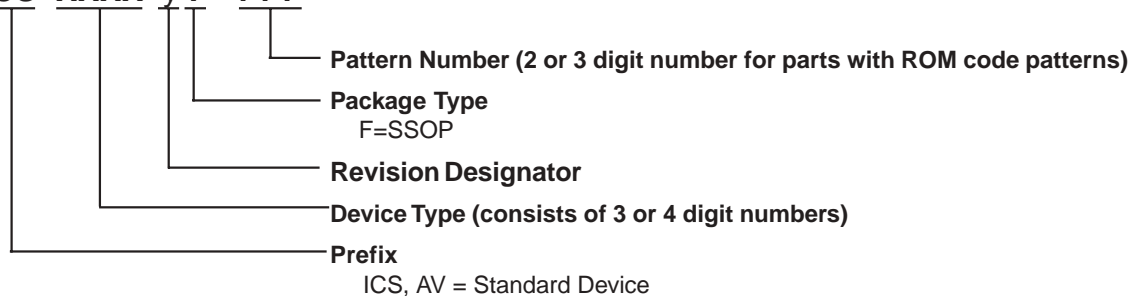 Pattern Number (2 or 3 digit number for parts with ROM code patterns)
Package Type
F=SSOP
Revision Designator
Device Type (consists of 3 or 4 digit numbers)
Prefix
ICS, AV = Standard Device